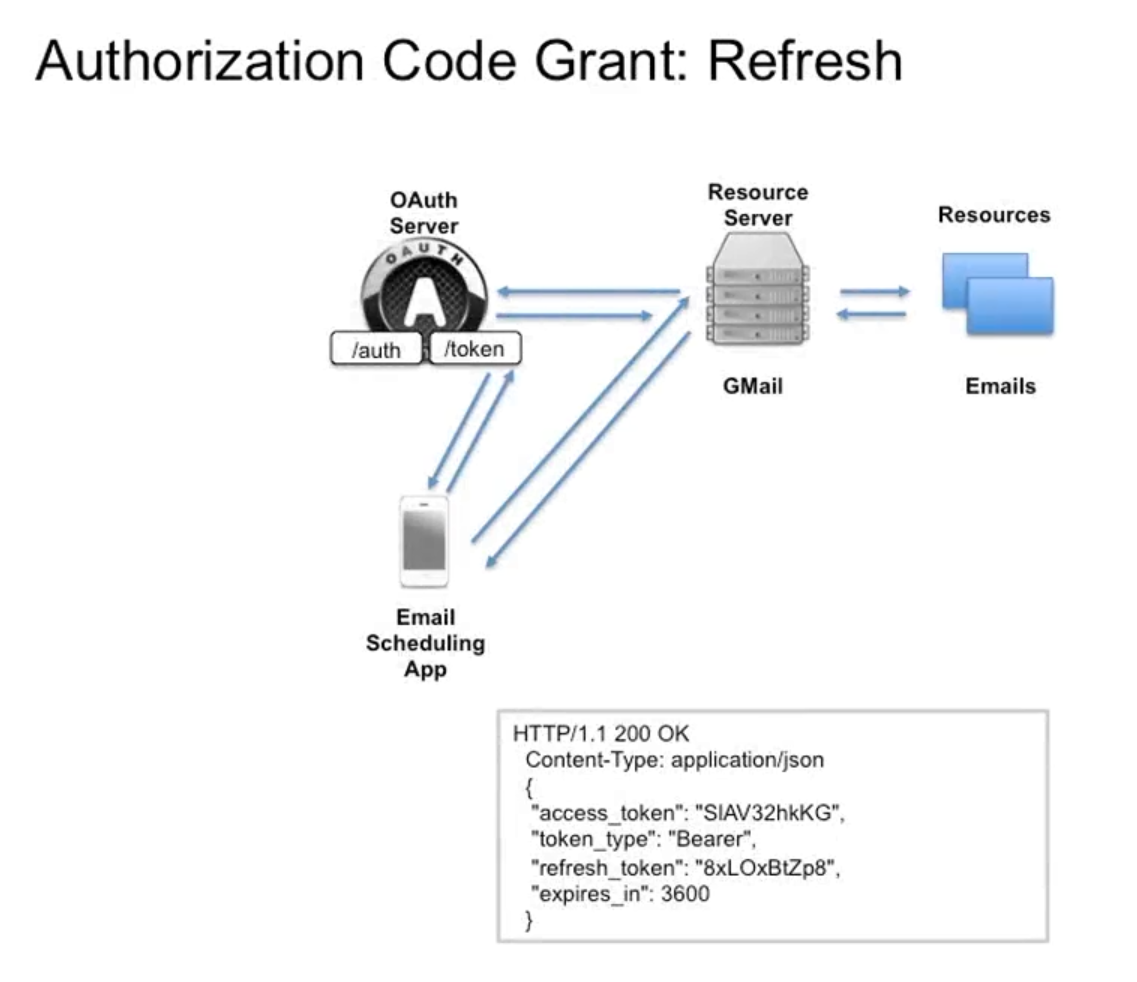 Authorization Code Grant: Refresh
OAuth
Server
OAUTH
A
/auth
/token
Resource
Server
GMail
Resources
Emails
Email
Scheduling
App
HTTP/1.1 200 OK
Content-Type: application/json
{
"access_token": "SlAV32hkKG",
"token_type": "Bearer",
"refresh_token": "8xLOxBtZp8",
"expires_in": 3600
}